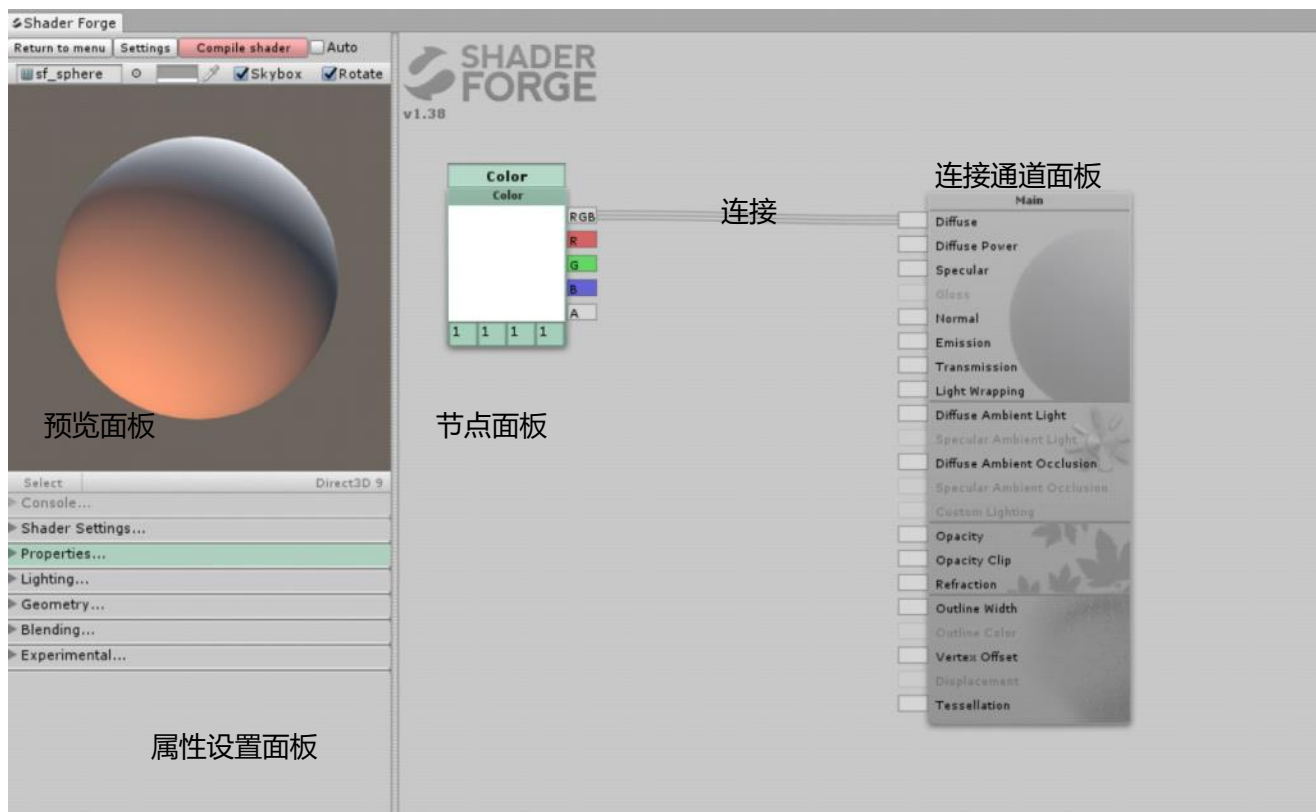 Shader Forge
Return to menu Settings Compile shader Auto
sf_sphere Skybox Rotate
SHADER
FORGE
v1.38
Color
Color
RGB
R
G
B
A
1 1 1 1
连接
连接通道面板
Main
Diffuse
Diffuse Power
Specular
Gloss
Normal
Emission
Transmission
Light Wrapping
Diffuse Ambient Light
Specular Ambient Light
Diffuse Ambient Occlusion
Specular Ambient Occlusion
Custom Lighting
Opacity
Opacity Clip
Refraction
Outline Width
Outline Color
Vertex Offset
Displacement
Tessellation
预览面板
节点面板
Select Direct3D 9
Console...
Shader Settings...
Properties...
Lighting...
Geometry...
Blending...
Experimental...
属性设置面板